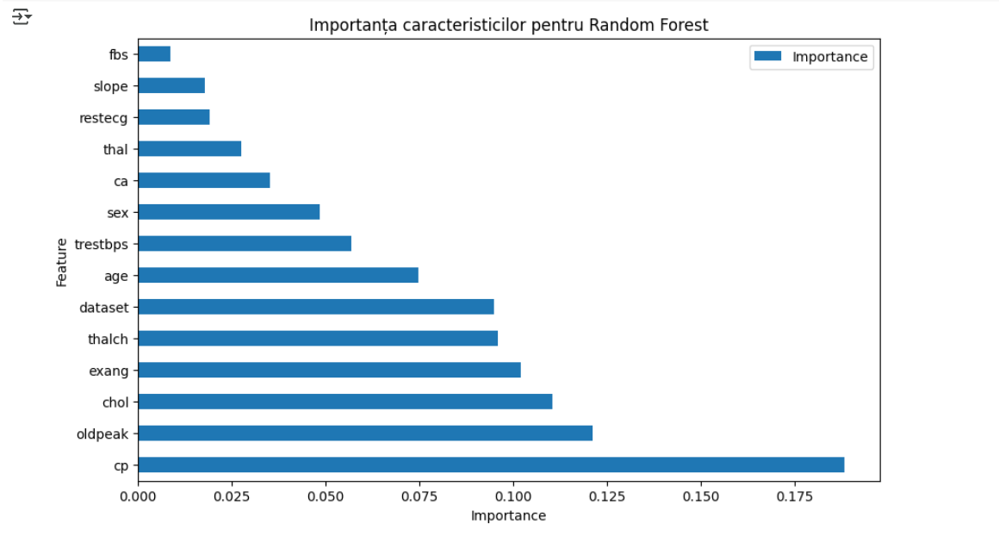 Importanța caracteristicilor pentru Random Forest
Importance
fbs
slope
restecg
thal
ca
sex
trestbps
age
dataset
thalch
exang
chol
oldpeak
cp
Feature
0.000 0.025 0.050 0.075 0.100 0.125 0.150 0.175
Importance